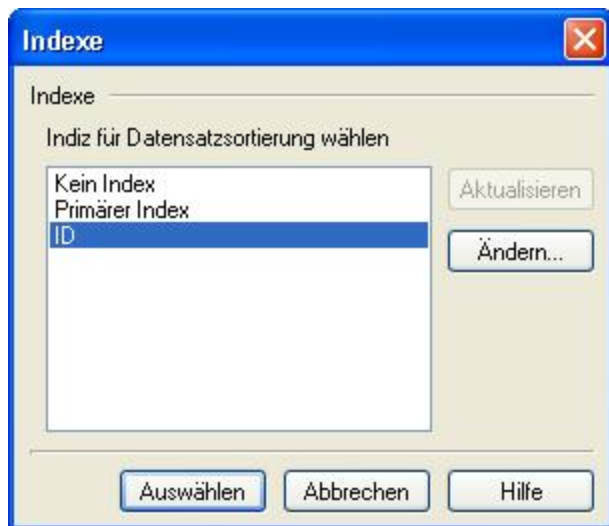 Indexe
Indexe
Indiz für Datensatzsortierung wählen
Kein Index
Primärer Index
ID
Aktualisieren
Ändern...
Auswählen
Abbrechen
Hilfe